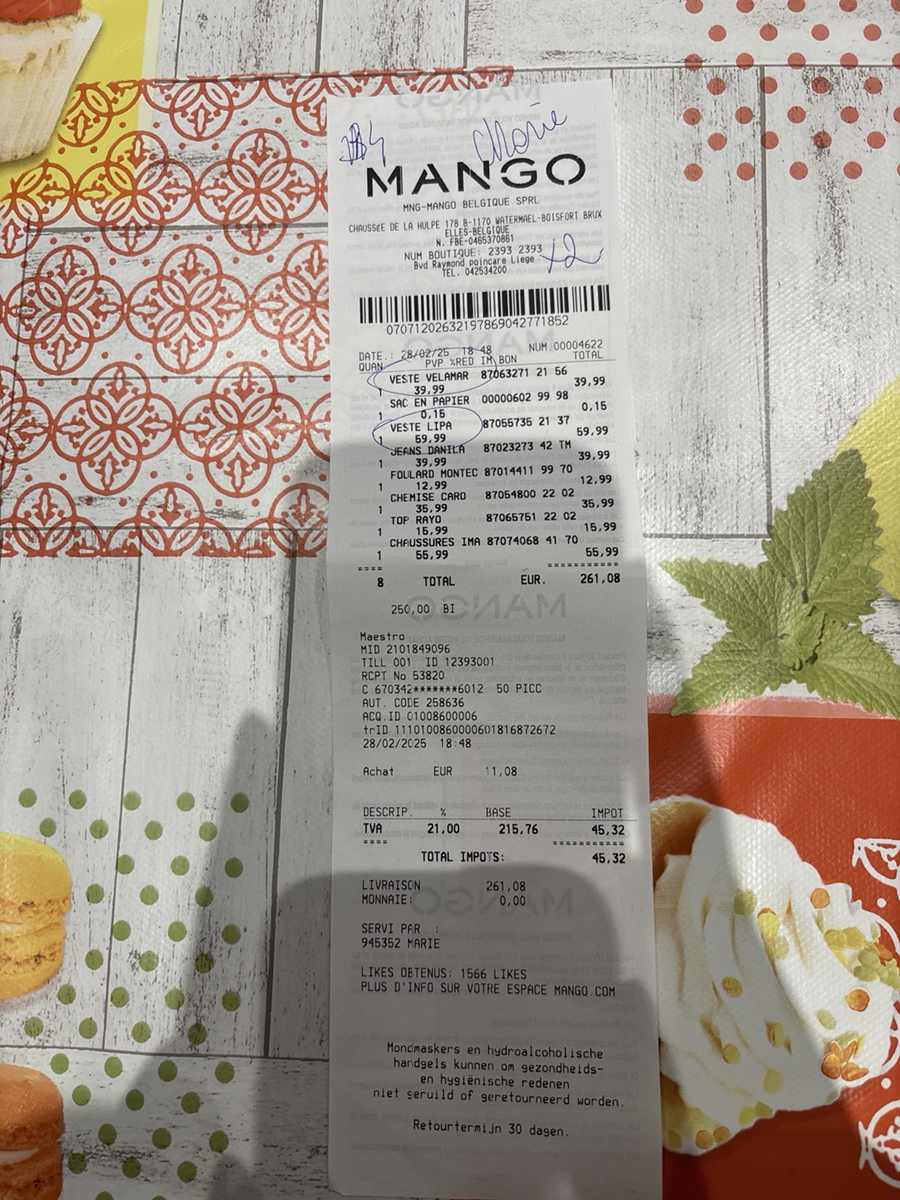 Marie
MANGO
MNG-MANGO BELGIQUE SPRL
CHAUSSEE DE LA HULPE 178 B-1170 WATERMAEL-BOISFORT BRUX
ELLES-BELGIQUE
N. FBE-0465370861
NUM BOUTIQUE: 2393 2393
x2
Bvd Raymond poincare Liege
TEL. 042534200
07071202632197869042771852
DATE.: 28/02/25 18:48 NUM.00004622
QUAN PVP %RED IM.BON TOTAL
VESTE VELAMAR 87063271 21 56
1 39,99 39,99
SAC EN PAPIER 00000602 99 98
1 0,15 0,15
VESTE LIPA 87055735 21 37
1 59,99 59,99
JEANS DANILA 87023273 42 TM
1 39,99 39,99
FOULARD MONTEC 87014411 99 70
1 12,99 12,99
CHEMISE CARO 87054800 22 02
1 35,99 35,99
TOP RAYO 87065751 22 02
1 15,99 15,99
CHAUSSURES IMA 87074068 41 70
1 55,99 55,99
==== ===========
8 TOTAL EUR. 261,08
250,00 BI
Maestro
MID 2101849096
TILL 001 ID 12393001
RCPT No 53820
C 670342*******6012 50 PICC
AUT. CODE 258636
ACQ.ID 01008600006
trID 1110100860000601816872672
28/02/2025 18:48
Achat EUR 11,08
DESCRIP. % BASE IMPOT
TVA 21,00 215,76 45,32
==== ===========
TOTAL IMPOTS: 45,32
LIVRAISON 261,08
MONNAIE: 0,00
SERVI PAR :
945352 MARIE
LIKES OBTENUS: 1566 LIKES
PLUS D'INFO SUR VOTRE ESPACE MANGO.COM
Mondmaskers en hydroalcoholische
handgels kunnen om gezondheids-
en hygiënische redenen
niet geruild of geretourneerd worden.
Retourtermijn 30 dagen.